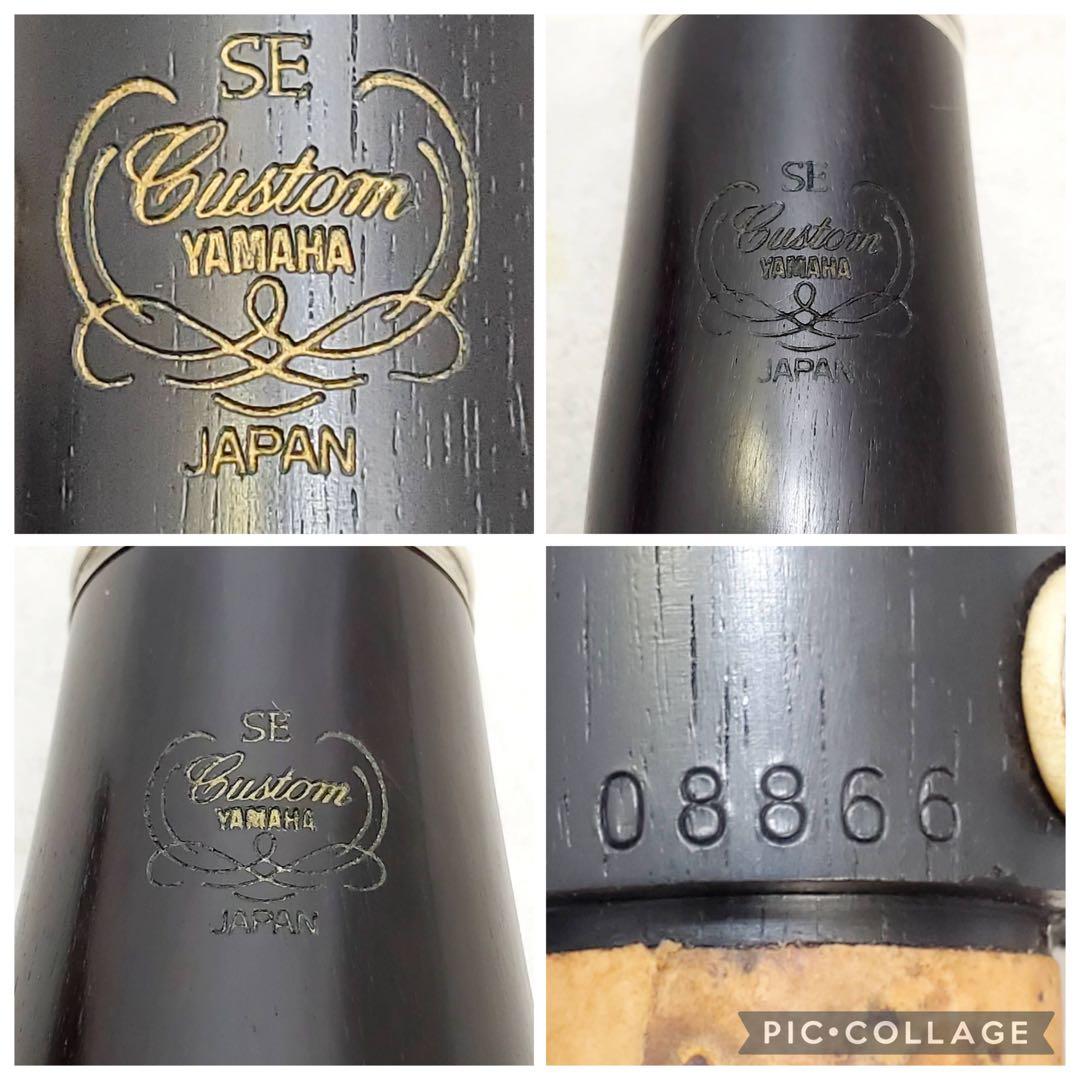 SE
Custom
YAMAHA
JAPAN
SE
Custom
YAMAHA
JAPAN
SE
Custom
YAMAHA
JAPAN
08866
PIC•COLLAGE